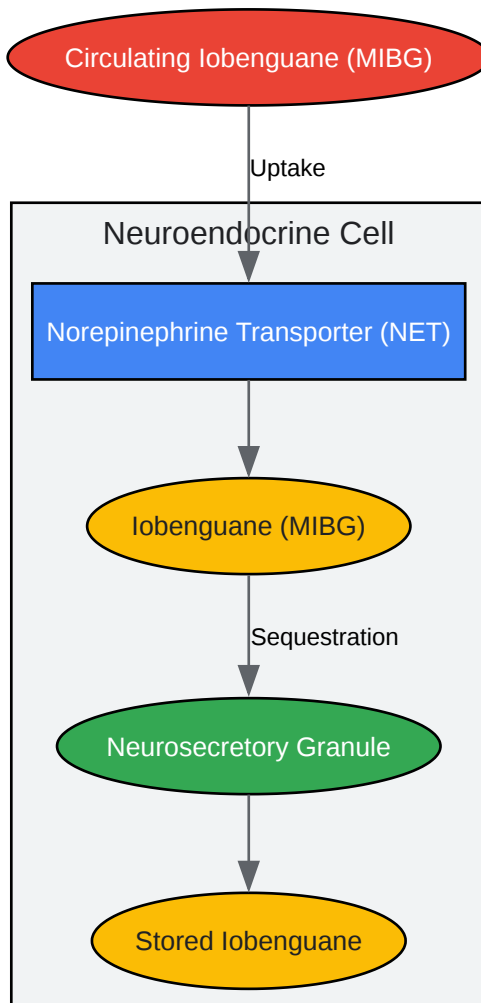 Circulating Iobenguane (MIBG)
Uptake
Neuroendocrine Cell
Norepinephrine Transporter (NET)
Iobenguane (MIBG)
Sequestration
Neurosecretory Granule
Stored Iobenguane